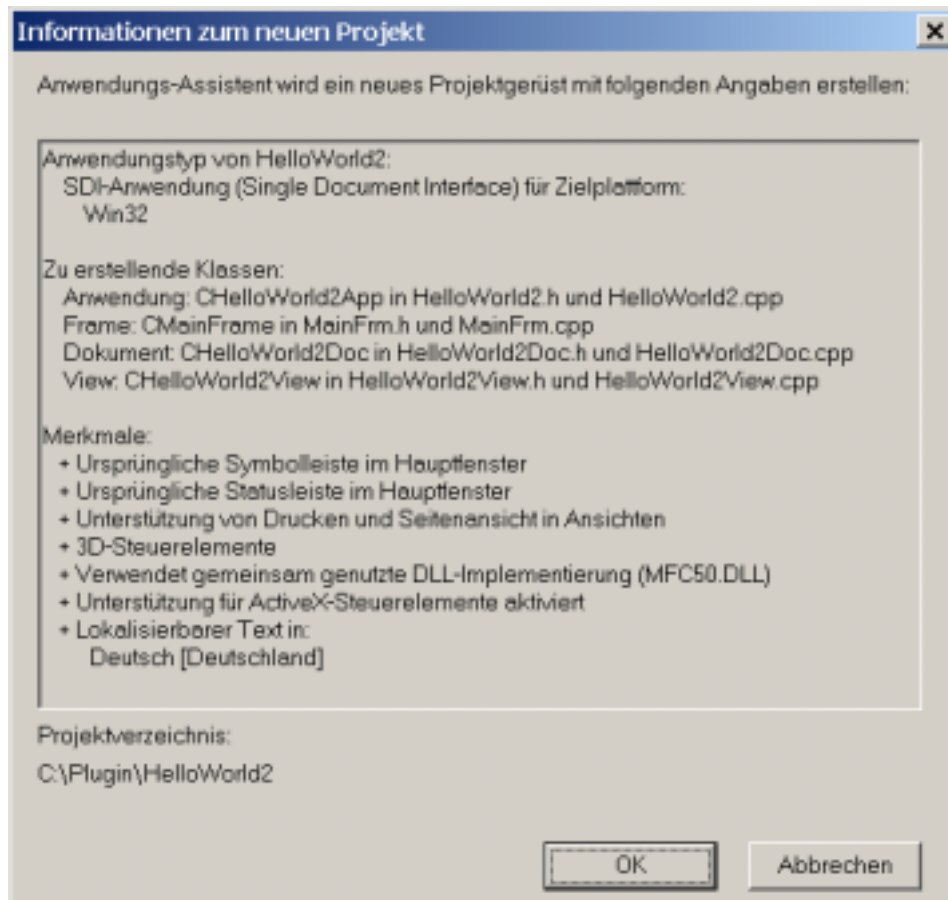 Informationen zum neuen Projekt
Anwendungs-Assistent wird ein neues Projektgerüst mit folgenden Angaben erstellen:
Anwendungstyp von HelloWorld2:
SDI-Anwendung (Single Document Interface) für Zielplattform:
Win32
Zu erstellende Klassen:
Anwendung: CHelloWorld2App in HelloWorld2.h und HelloWorld2.cpp
Frame: CMainFrame in MainFrm.h und MainFrm.cpp
Dokument: CHelloWorld2Doc in HelloWorld2Doc.h und HelloWorld2Doc.cpp
View: CHelloWorld2View in HelloWorld2View.h und HelloWorld2View.cpp
Merkmale:
+ Ursprüngliche Symbolleiste im Hauptfenster
+ Ursprüngliche Statusleiste im Hauptfenster
+ Unterstützung von Drucken und Seitenansicht in Ansichten
+ 3D-Steuerelemente
+ Verwendet gemeinsam genutzte DLL-Implementierung (MFC50.DLL)
+ Unterstützung für ActiveX-Steuerelemente aktiviert
+ Lokalisierbarer Text in:
Deutsch [Deutschland]
Projektverzeichnis:
C:\Plugin\HelloWorld2
OK
Abbrechen